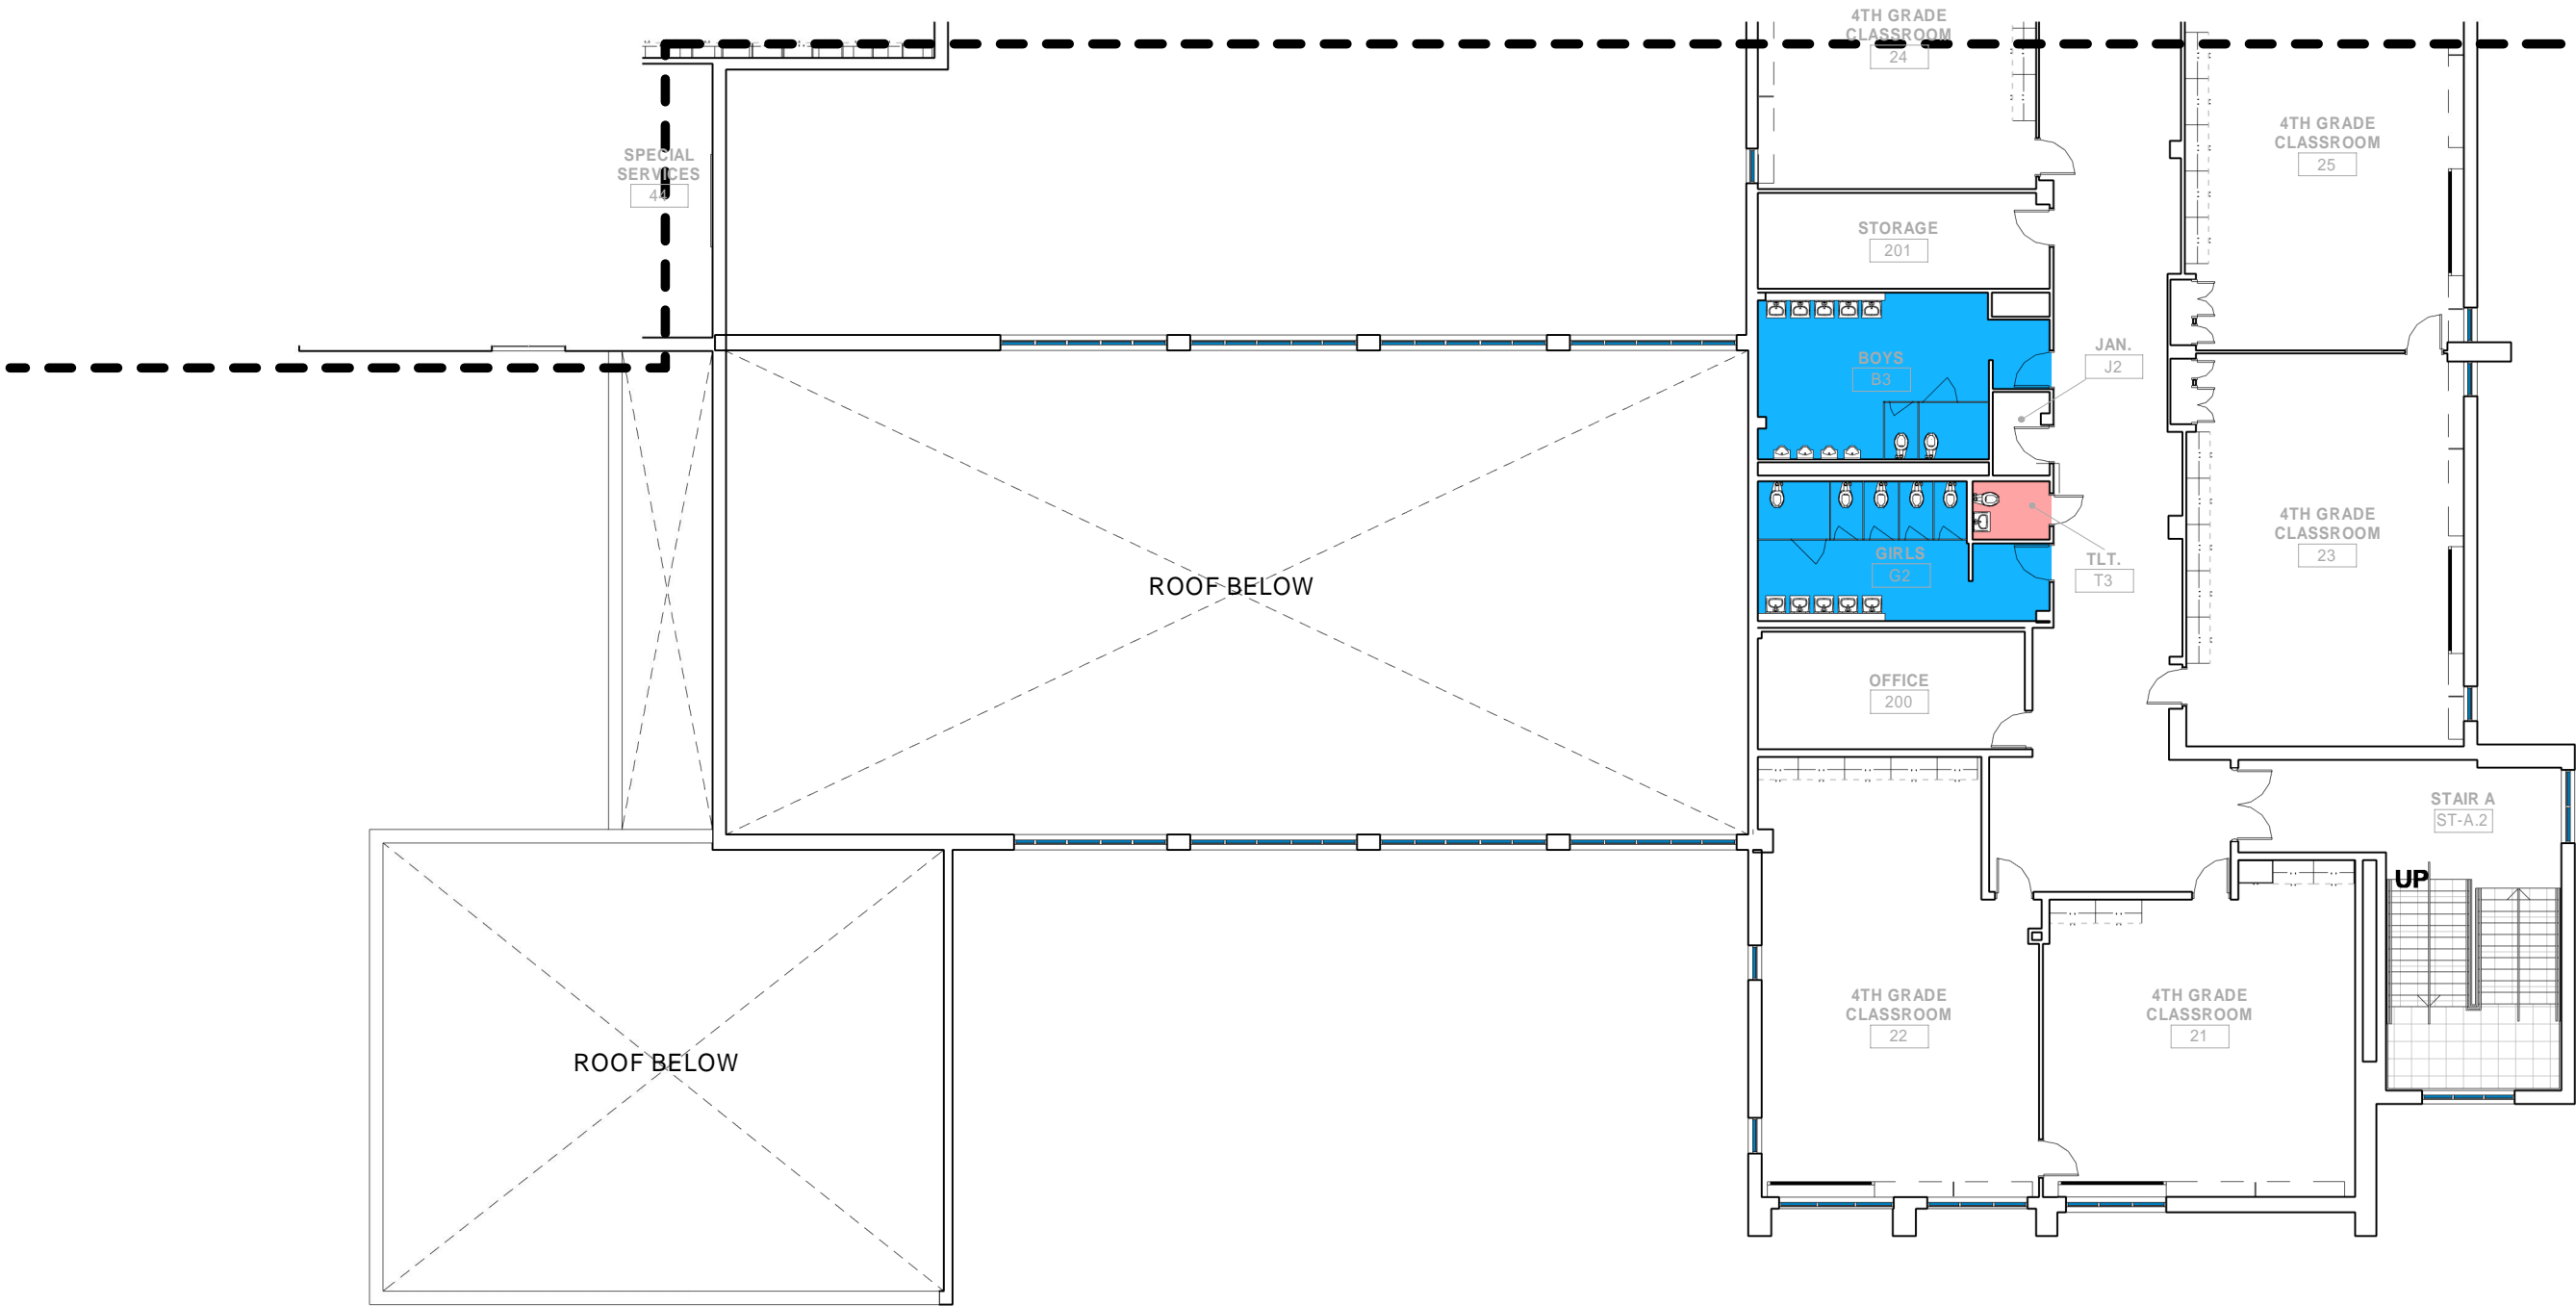 4TH GRADE
CLASSROOM
24
4TH GRADE
CLASSROOM
25
SPECIAL
SERVICES
44
STORAGE
201
BOYS
B3
JAN.
J2
4TH GRADE
CLASSROOM
23
GIRLS
G2
TLT.
T3
ROOF BELOW
OFFICE
200
STAIR A
ST-A.2
UP
4TH GRADE
CLASSROOM
22
4TH GRADE
CLASSROOM
21
ROOF BELOW